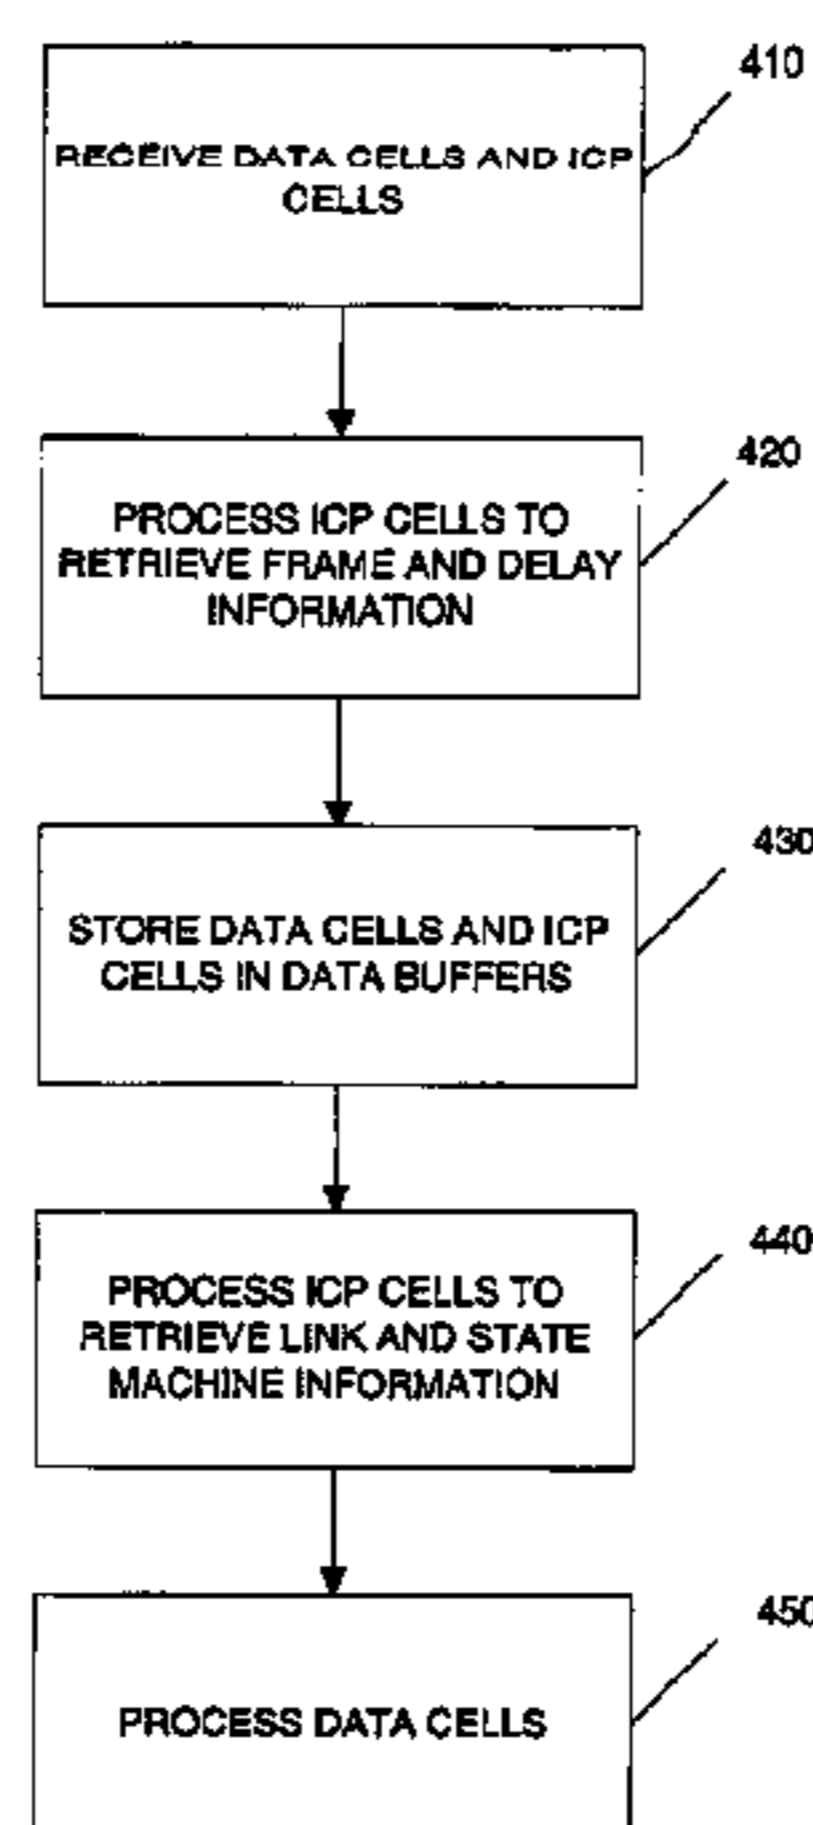 410
RECEIVE DATA CELLS AND ICP
CELLS
420
PROCESS ICP CELLS TO
RETRIEVE FRAME AND DELAY
INFORMATION
430
STORE DATA CELLS AND ICP
CELLS IN DATA BUFFERS
440
PROCESS ICP CELLS TO
RETRIEVE LINK AND STATE
MACHINE INFORMATION
450
PROCESS DATA CELLS